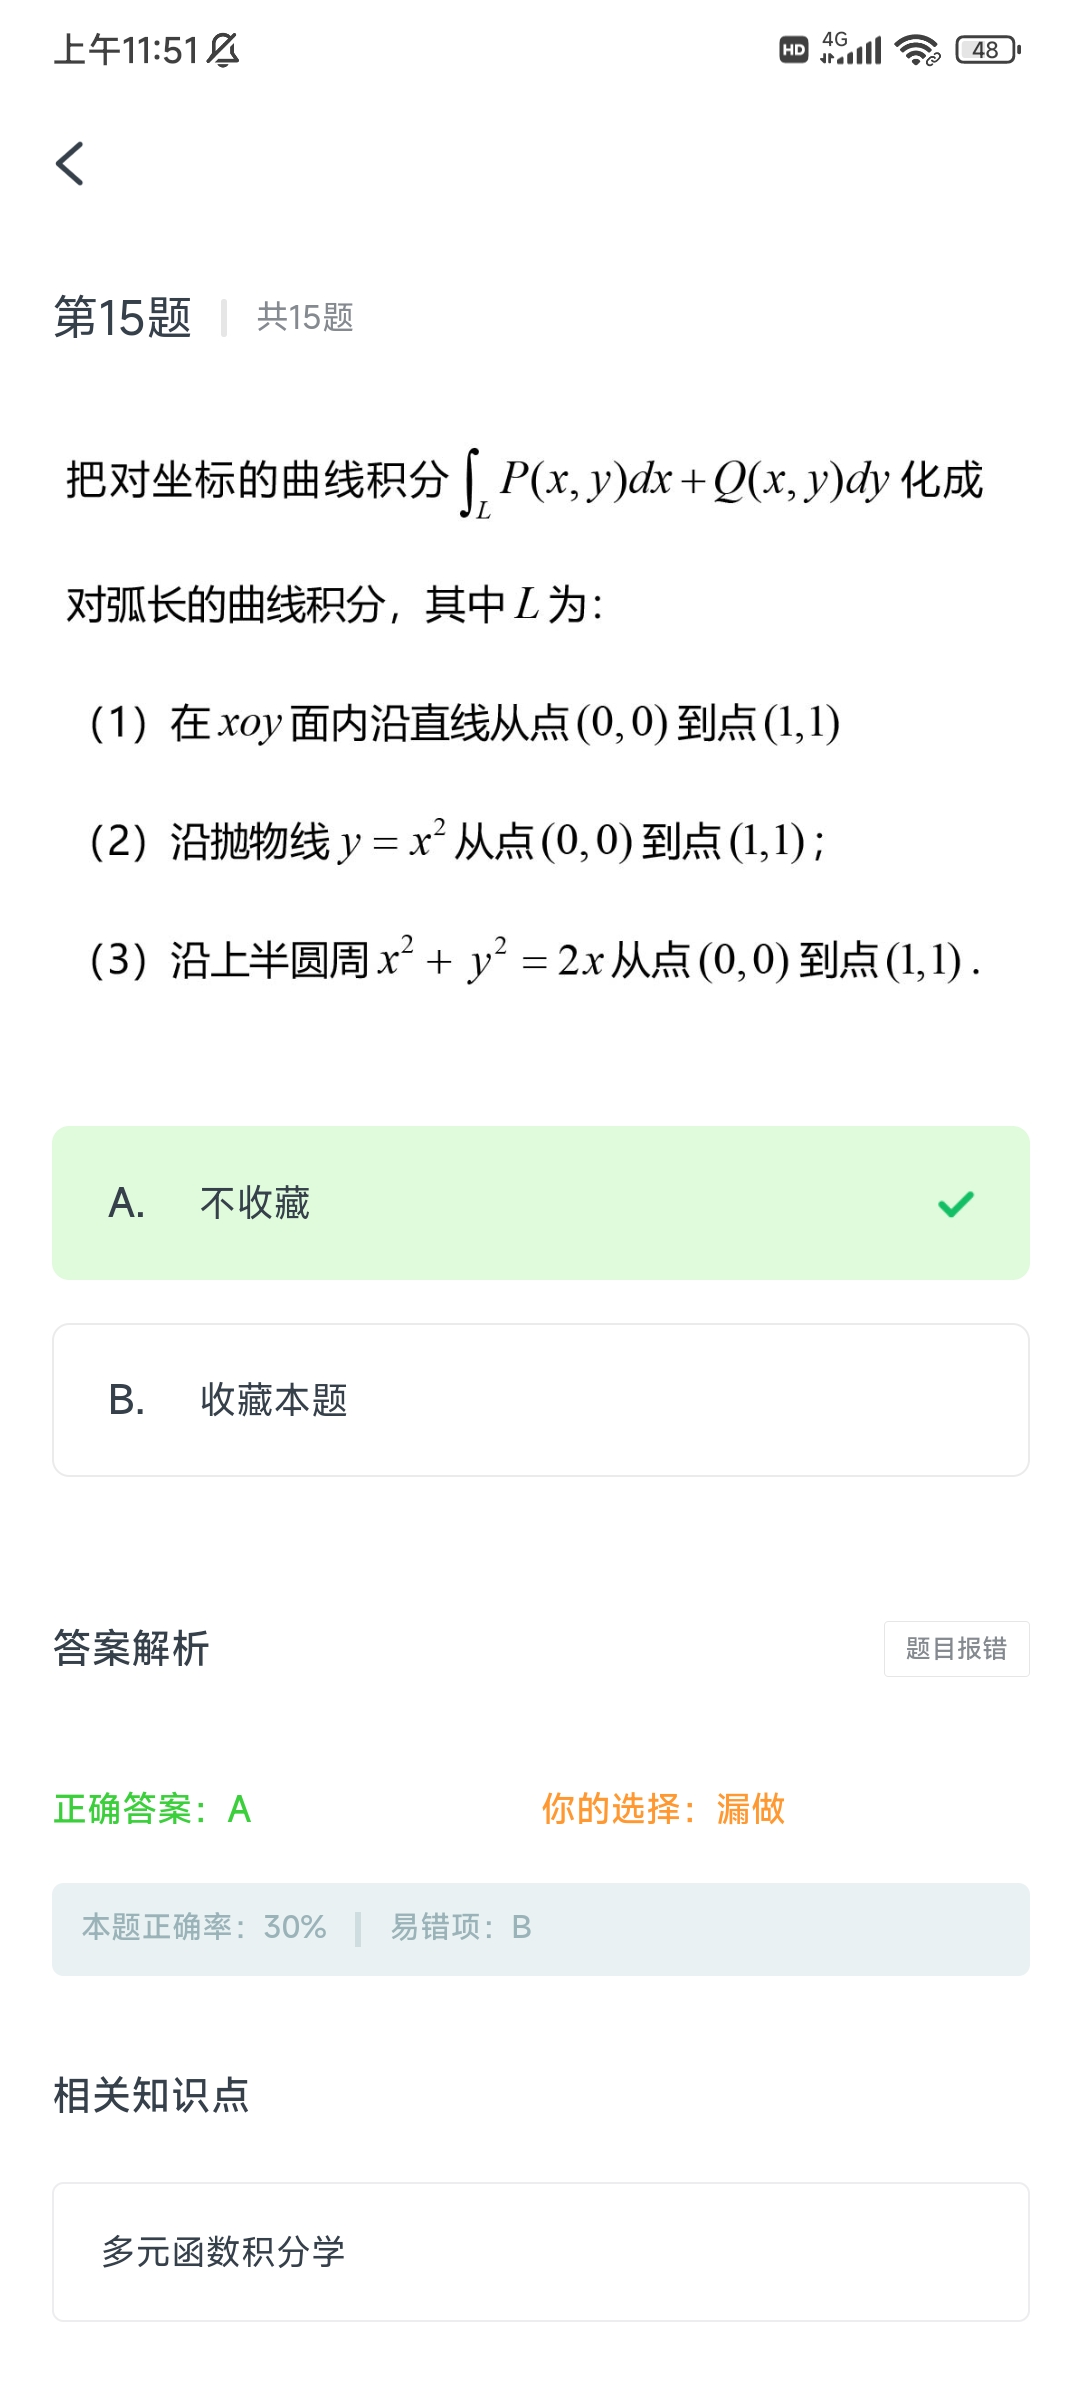 上午11:51
HD 4G 48
第15题 共15题
把对坐标的曲线积分∫_L P(x, y)dx+Q(x, y)dy 化成
对弧长的曲线积分，其中 L 为：
（1）在 xoy 面内沿直线从点(0,0) 到点(1,1)
（2）沿抛物线 y = x² 从点(0,0) 到点(1,1)；
（3）沿上半圆周 x² + y² = 2x 从点(0,0) 到点(1,1) .
A. 不收藏
B. 收藏本题
答案解析 题目报错
正确答案：A 你的选择：漏做
本题正确率：30% 易错项：B
相关知识点
多元函数积分学